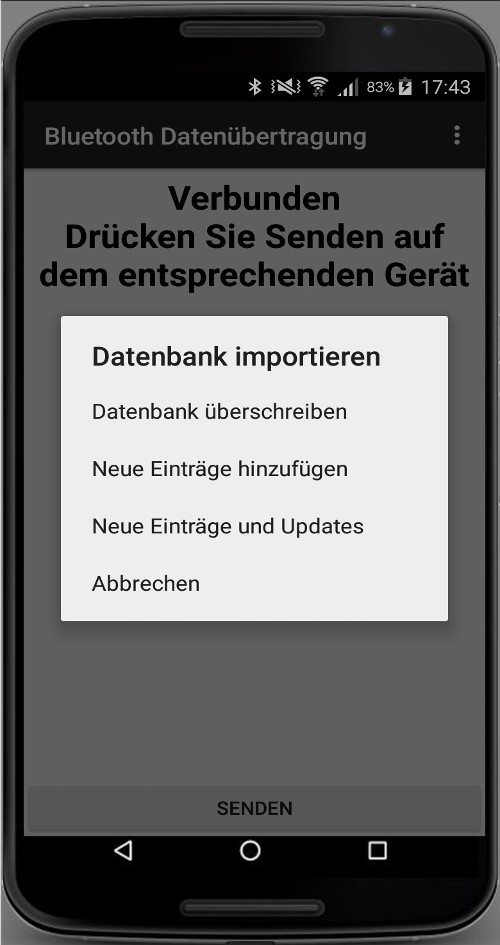 83% 17:43
Bluetooth Datenübertragung
Verbunden
Drücken Sie Senden auf
dem entsprechenden Gerät
Datenbank importieren
Datenbank überschreiben
Neue Einträge hinzufügen
Neue Einträge und Updates
Abbrechen
SENDEN